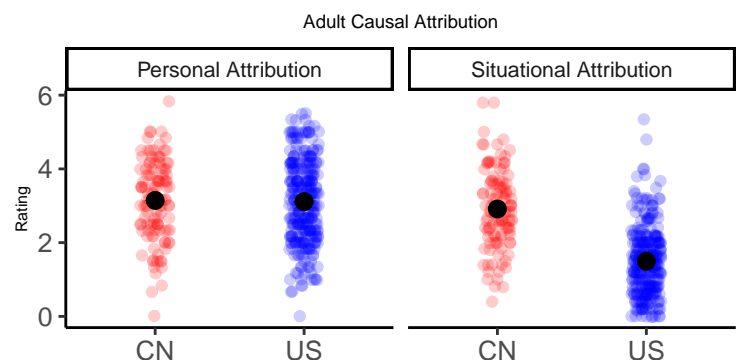 Adult Causal Attribution
Personal Attribution
Situational Attribution
Rating
6
4
2
0
CN
US
CN
US